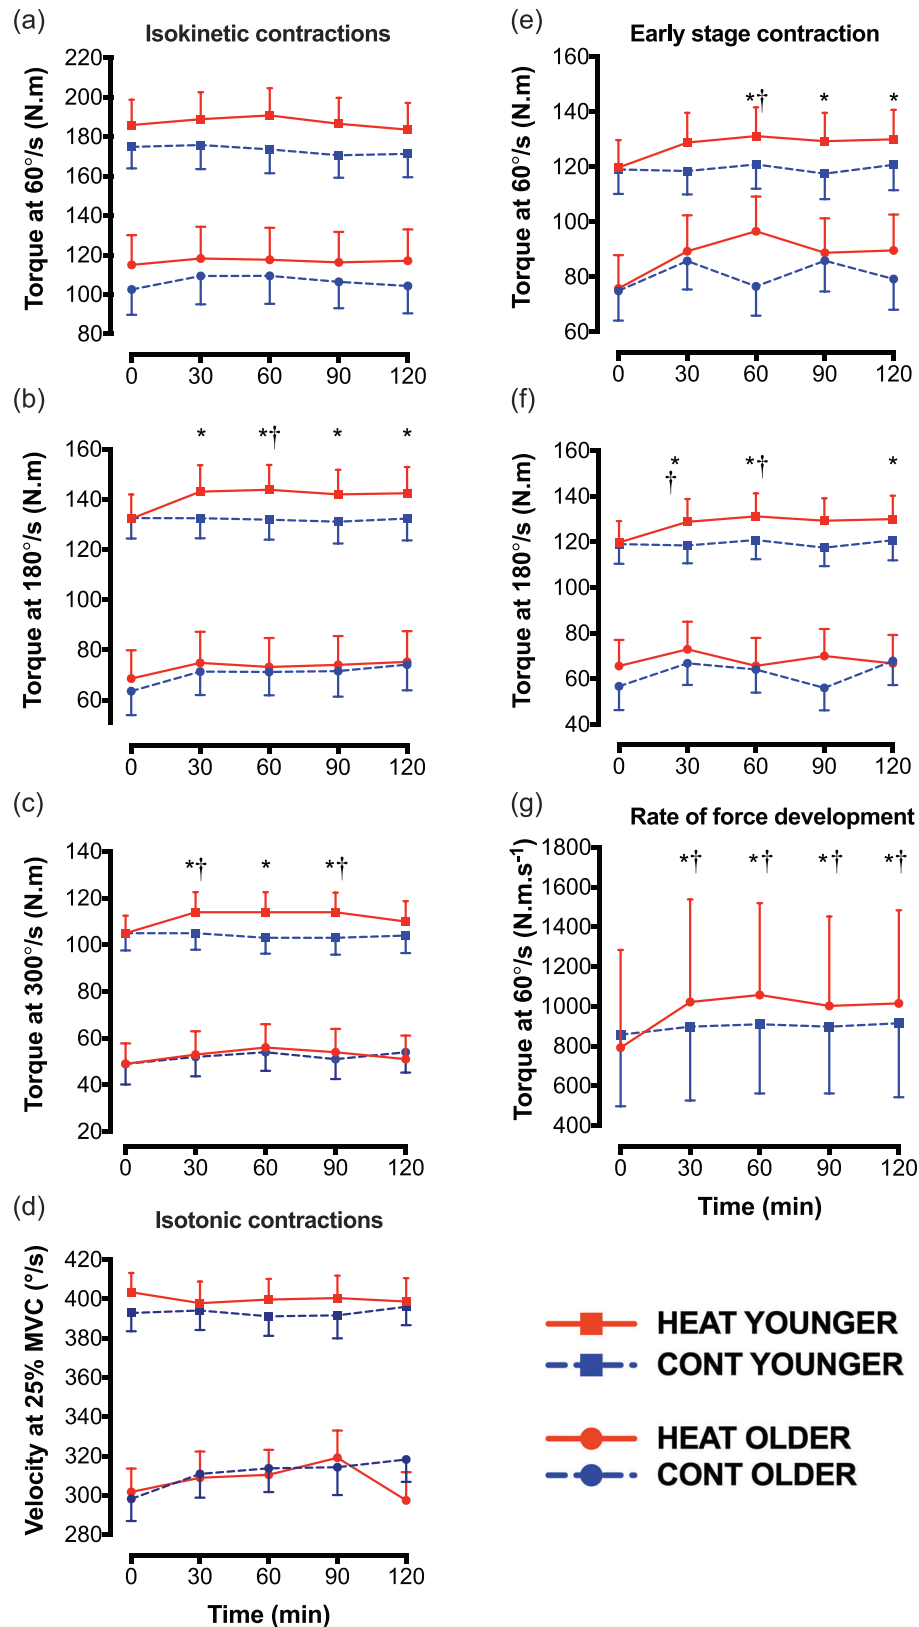 (a)
Isokinetic contractions
Torque at 60°/s (N.m)
220
200
180
160
140
120
100
80
0 30 60 90 120
(b)
Torque at 180°/s (N.m)
* *† * *
160
140
120
100
80
60
0 30 60 90 120
(c)
Torque at 300°/s (N.m)
*† * *†
140
120
100
80
60
40
20
0 30 60 90 120
(d)
Isotonic contractions
Velocity at 25% MVC (°/s)
420
400
380
360
340
320
300
280
0 30 60 90 120
Time (min)
(e)
Early stage contraction
Torque at 60°/s (N.m)
*† * *
160
140
120
100
80
60
0 30 60 90 120
(f)
Torque at 180°/s (N.m)
* *† *
†
160
140
120
100
80
60
40
0 30 60 90 120
(g)
Rate of force development
Torque at 60°/s (N.m.s-1)
*† *† *† *†
1800
1600
1400
1200
1000
800
600
400
0 30 60 90 120
Time (min)
HEAT YOUNGER
CONT YOUNGER
HEAT OLDER
CONT OLDER